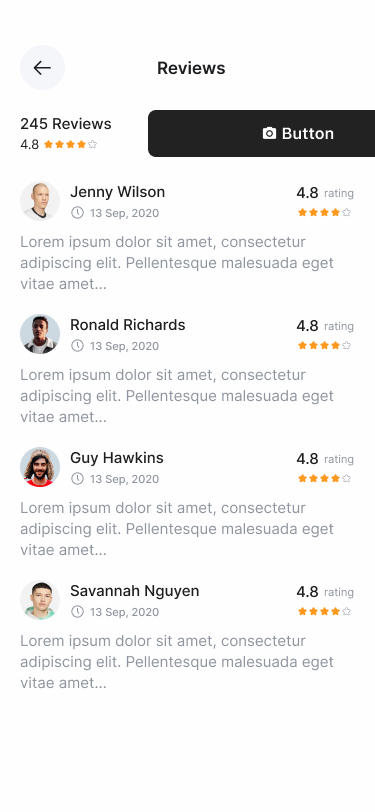 Reviews
245 Reviews
4.8
Button
Jenny Wilson
13 Sep, 2020
4.8 rating
Lorem ipsum dolor sit amet, consectetur
adipiscing elit. Pellentesque malesuada eget
vitae amet...
Ronald Richards
13 Sep, 2020
4.8 rating
Lorem ipsum dolor sit amet, consectetur
adipiscing elit. Pellentesque malesuada eget
vitae amet...
Guy Hawkins
13 Sep, 2020
4.8 rating
Lorem ipsum dolor sit amet, consectetur
adipiscing elit. Pellentesque malesuada eget
vitae amet...
Savannah Nguyen
13 Sep, 2020
4.8 rating
Lorem ipsum dolor sit amet, consectetur
adipiscing elit. Pellentesque malesuada eget
vitae amet...